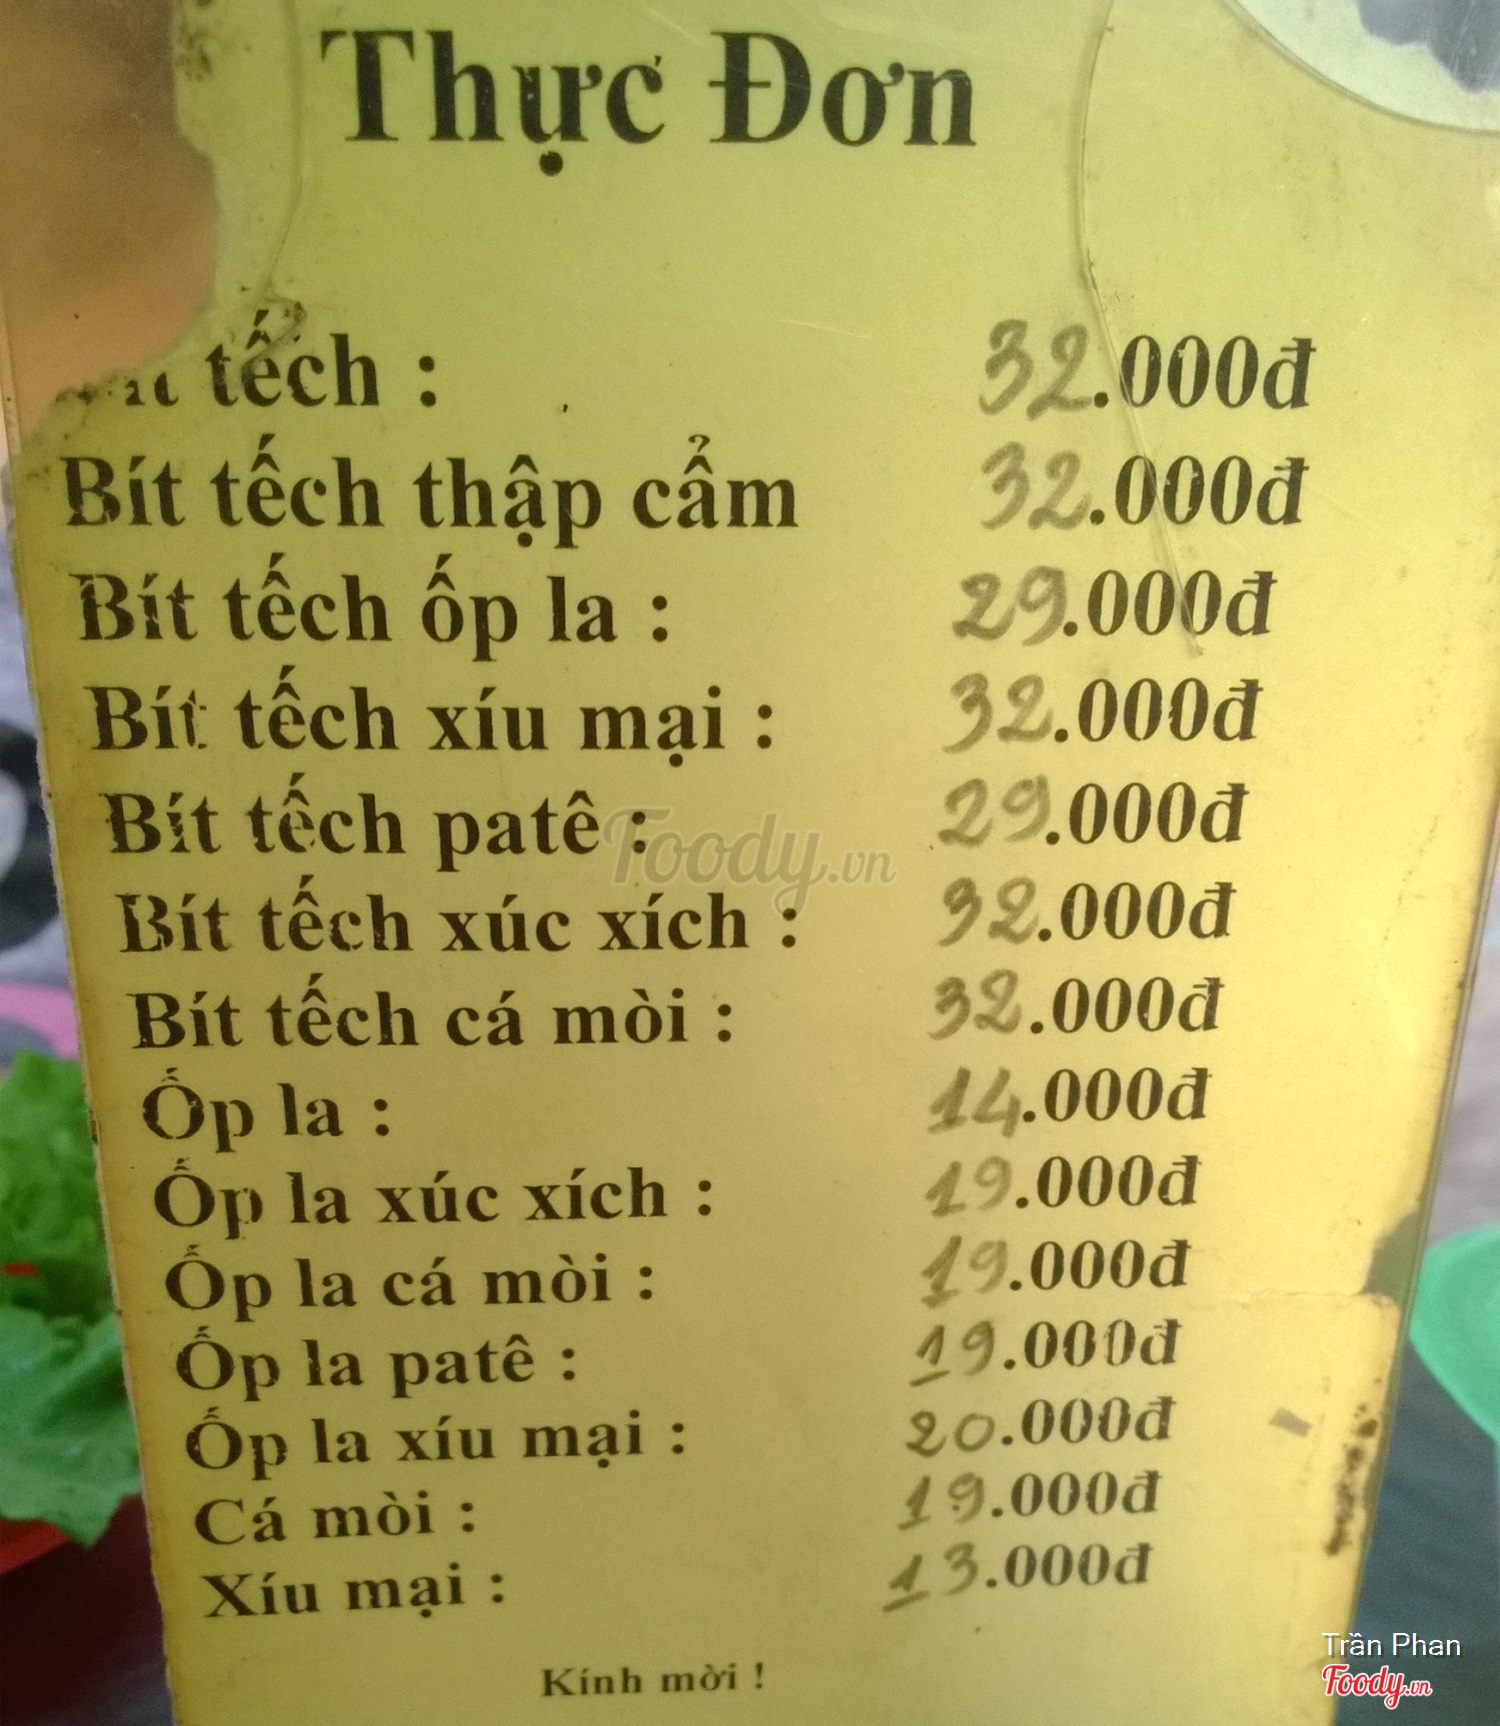 Thực Đơn
Bít tếch : 32.000đ
Bít tếch thập cẩm 32.000đ
Bít tếch ốp la : 29.000đ
Bít tếch xíu mại : 32.000đ
Bít tếch patê : 29.000đ
Bít tếch xúc xích : 32.000đ
Bít tếch cá mòi : 32.000đ
Ốp la : 14.000đ
Ốp la xúc xích : 19.000đ
Ốp la cá mòi : 19.000đ
Ốp la patê : 19.000đ
Ốp la xíu mại : 20.000đ
Cá mòi : 19.000đ
Xíu mại : 13.000đ
Kính mời !
Foody.vn
Trần Phan
Foody.vn